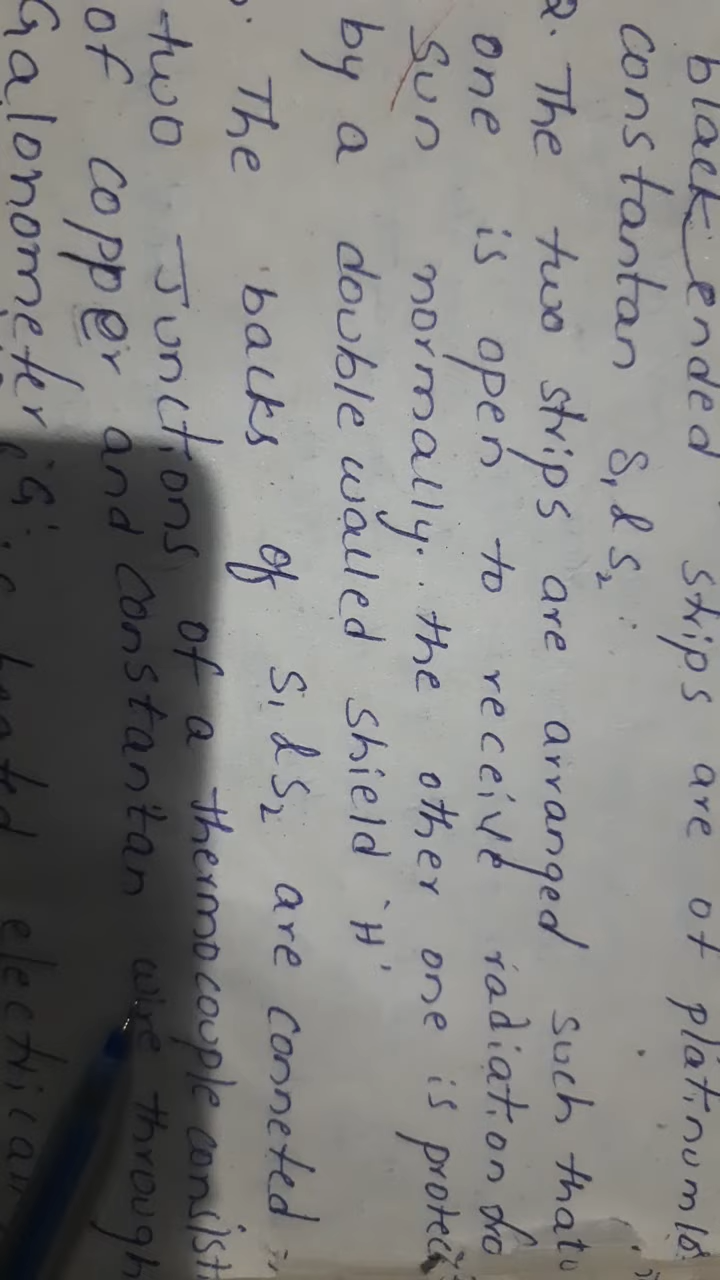 black ended strips are of platinum
constantan S₁ & S₂
2. The two strips are arranged such that
one is open to receive radiation
Sun normally. the other one is
by a double walled shield 'H'
. The backs of S₁ & S₂ are conneted
two Junctions of a thermocouple consist
of copper and constantan wire through
Galonometer 'G' heated electrical